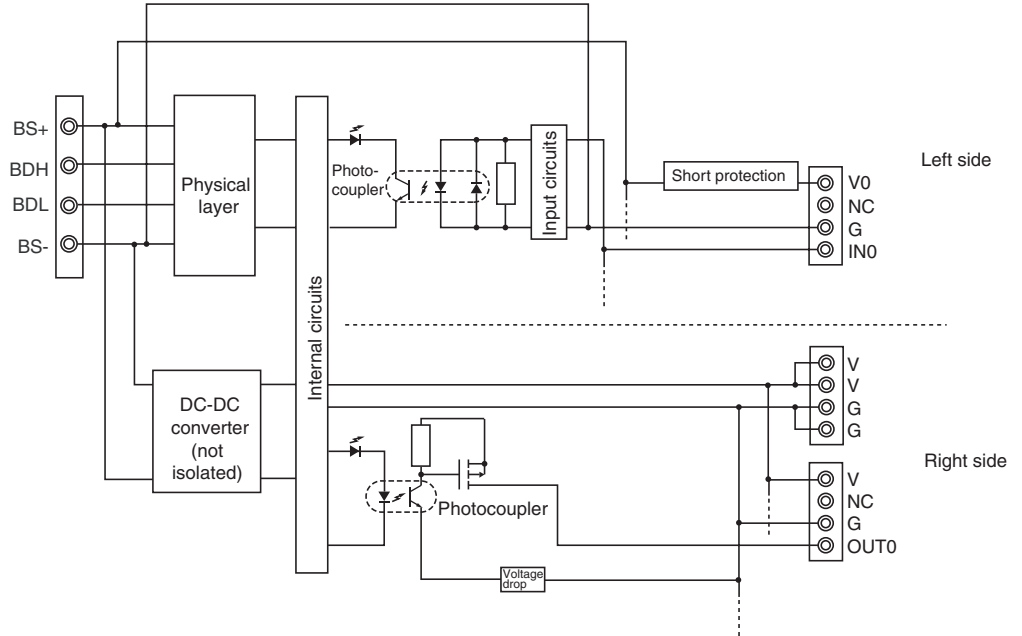 BS+
BDH
BDL
BS-
Physical
layer
DC-DC
converter
(not
isolated)
Internal circuits
Photo-
coupler
Input circuits
Short protection
V0
NC
G
IN0
Left side
V
V
G
G
Right side
V
NC
G
OUT0
Photocoupler
Voltage
drop